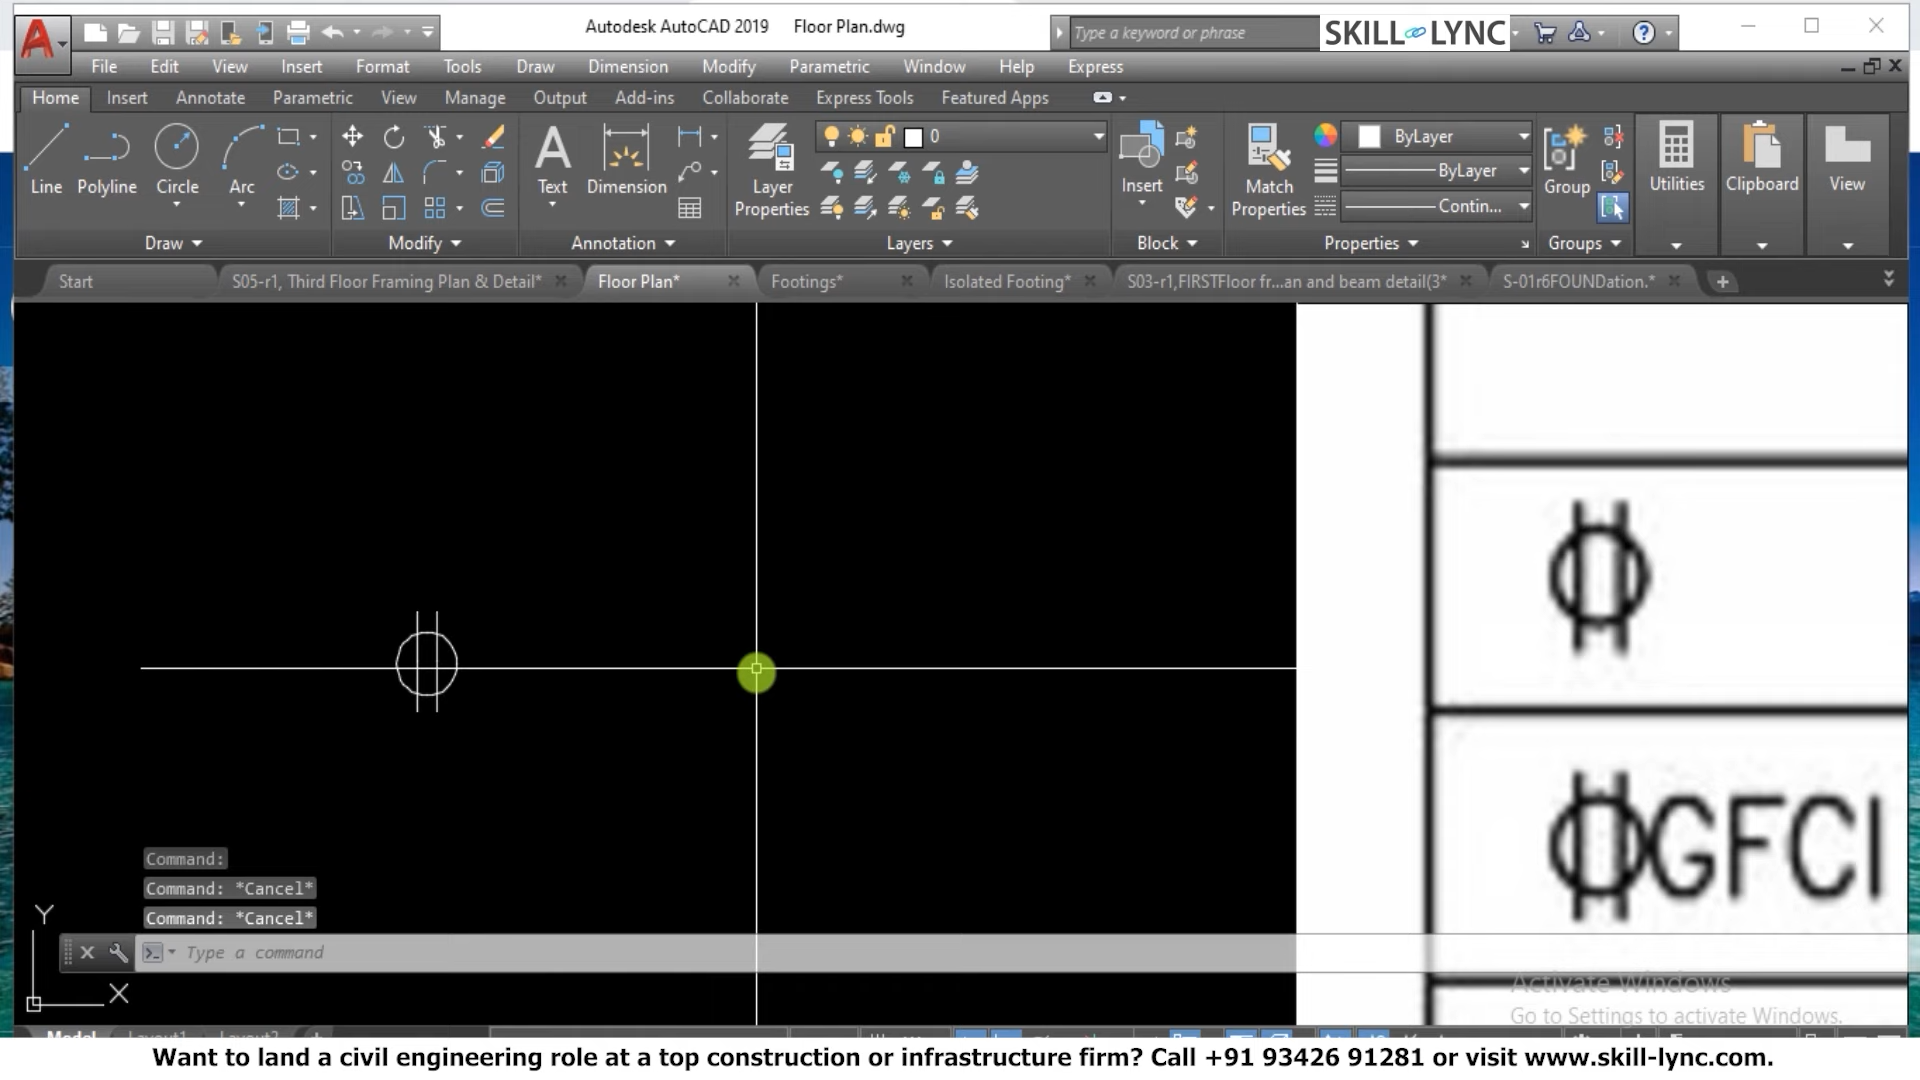 Autodesk AutoCAD 2019 Floor Plan.dwg
Type a keyword or phrase
SKILL LYNC
File Edit View Insert Format Tools Draw Dimension Modify Parametric Window Help Express
Home Insert Annotate Parametric View Manage Output Add-ins Collaborate Express Tools Featured Apps
0
ByLayer
ByLayer
Contin...
Line Polyline Circle Arc
Text Dimension
Layer Properties
Insert
Match Properties
Group
Utilities
Clipboard
View
Draw Modify Annotation Layers Block Properties Groups
Start S05-r1, Third Floor Framing Plan & Detail* Floor Plan* Footings* Isolated Footing* S03-r1,FIRSTFloor fr...an and beam detail(3* S-01r6FOUNDation.*
GFCI
Command:
Command: *Cancel*
Command: *Cancel*
Type a command
Y
X
Activate Windows
Go to Settings to activate Windows.
Model Layout1 Layout2
Want to land a civil engineering role at a top construction or infrastructure firm? Call +91 93426 91281 or visit www.skill-lync.com.